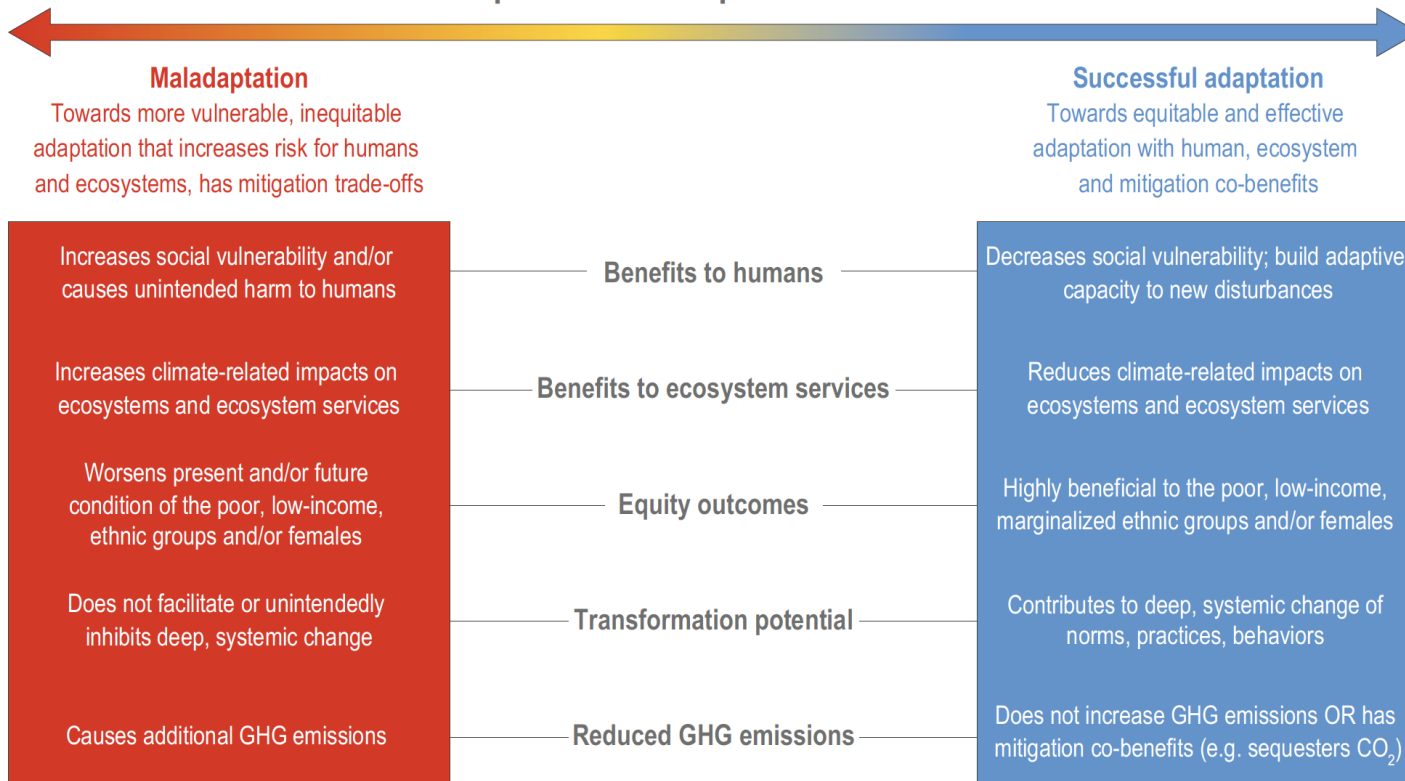 Maladaptation
Towards more vulnerable, inequitable
adaptation that increases risk for humans
and ecosystems, has mitigation trade-offs
Successful adaptation
Towards equitable and effective
adaptation with human, ecosystem
and mitigation co-benefits
Increases social vulnerability and/or
causes unintended harm to humans
Benefits to humans
Decreases social vulnerability; build adaptive
capacity to new disturbances
Increases climate-related impacts on
ecosystems and ecosystem services
Benefits to ecosystem services
Reduces climate-related impacts on
ecosystems and ecosystem services
Worsens present and/or future
condition of the poor, low-income,
ethnic groups and/or females
Equity outcomes
Highly beneficial to the poor, low-income,
marginalized ethnic groups and/or females
Does not facilitate or unintendedly
inhibits deep, systemic change
Transformation potential
Contributes to deep, systemic change of
norms, practices, behaviors
Causes additional GHG emissions
Reduced GHG emissions
Does not increase GHG emissions OR has
mitigation co-benefits (e.g. sequesters CO₂)